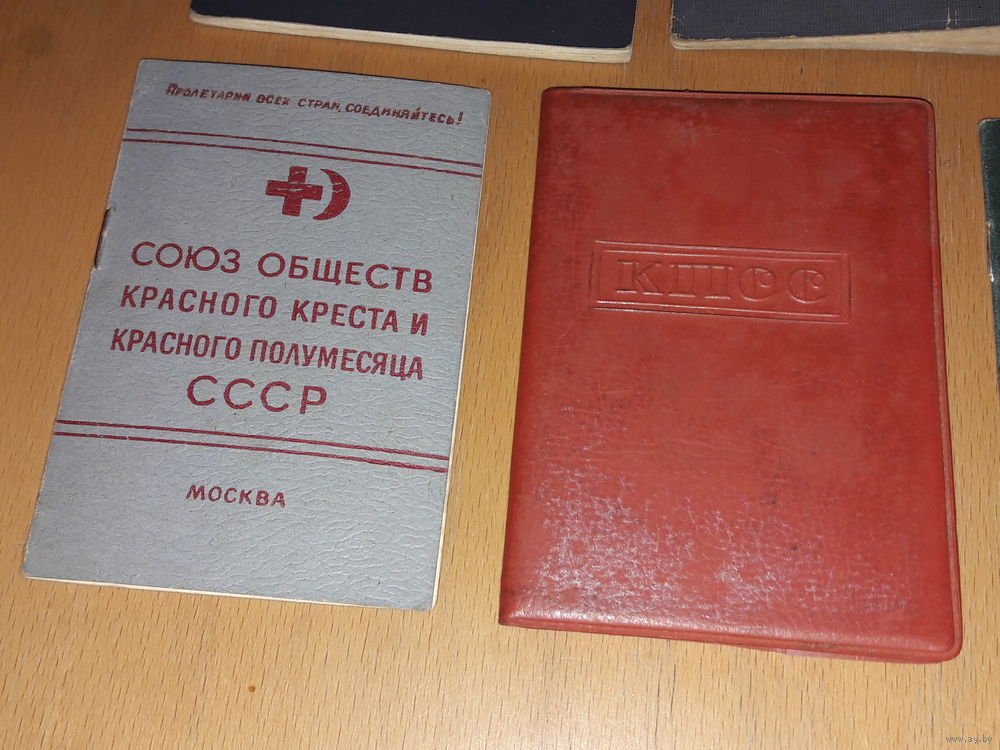 Пролетарии всех стран, соединяйтесь!
СОЮЗ ОБЩЕСТВ
КРАСНОГО КРЕСТА И
КРАСНОГО ПОЛУМЕСЯЦА
СССР
МОСКВА
КПСС
www.ay.by